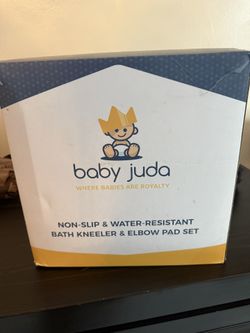 baby juda
WHERE BABIES ARE ROYALTY
NON-SLIP & WATER-RESISTANT
BATH KNEELER & ELBOW PAD SET